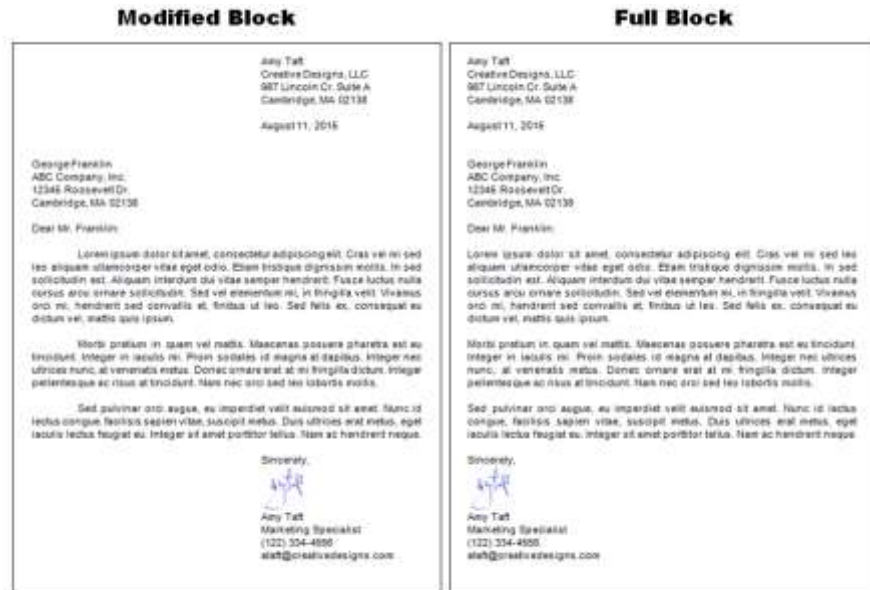 Modified Block
Amy Taft
Creative Designs, LLC
987 Lincoln Cr. Suite A
Cambridge, MA 02138
August 11, 2015
George Franklin
ABC Company, Inc.
12345 Roosevelt Dr.
Cambridge, MA 02138
Dear Mr. Franklin:
Lorem ipsum dolor sit amet, consectetur adipiscing elit. Cras vel mi sed
leo aliquam ullamcorper vitae eget odio. Etiam tristique dignissim mollis. In sed
sollicitudin est. Aliquam interdum dui vitae semper hendrerit. Fusce luctus nulla
cursus arcu ornare sollicitudin. Sed vel elementum mi, in fringilla velit. Vivamus
orci mi, hendrerit sed convallis et, finibus ut leo. Sed felis ex, consequat eu
dictum vel, mattis quis ipsum.
Morbi pretium in quam vel mattis. Maecenas posuere pharetra est eu
tincidunt. Integer in iaculis mi. Proin sodales id magna at dapibus. Integer nec
ultrices nunc, at venenatis metus. Donec ornare erat at mi fringilla dictum. Integer
pellentesque ac risus at tincidunt. Nam nec orci sed leo lobortis mollis.
Sed pulvinar orci augue, eu imperdiet velit euismod sit amet. Nunc id
lectus congue, facilisis sapien vitae, suscipit metus. Duis ultrices erat metus, eget
iaculis lectus feugiat eu. Integer sit amet porttitor tellus. Nam ac hendrerit neque.
Sincerely,
Amy Taft
Marketing Specialist
(122) 334-4556
ataft@creativedesigns.com
Full Block
Amy Taft
Creative Designs, LLC
987 Lincoln Cr. Suite A
Cambridge, MA 02138
August 11, 2015
George Franklin
ABC Company, Inc.
12345 Roosevelt Dr.
Cambridge, MA 02138
Dear Mr. Franklin:
Lorem ipsum dolor sit amet, consectetur adipiscing elit. Cras vel mi sed leo
aliquam ullamcorper vitae eget odio. Etiam tristique dignissim mollis. In sed
sollicitudin est. Aliquam interdum dui vitae semper hendrerit. Fusce luctus nulla
cursus arcu ornare sollicitudin. Sed vel elementum mi, in fringilla velit. Vivamus
orci mi, hendrerit sed convallis et, finibus ut leo. Sed felis ex, consequat eu
dictum vel, mattis quis ipsum.
Morbi pretium in quam vel mattis. Maecenas posuere pharetra est eu tincidunt.
Integer in iaculis mi. Proin sodales id magna at dapibus. Integer nec ultrices
nunc, at venenatis metus. Donec ornare erat at mi fringilla dictum. Integer
pellentesque ac risus at tincidunt. Nam nec orci sed leo lobortis mollis.
Sed pulvinar orci augue, eu imperdiet velit euismod sit amet. Nunc id lectus
congue, facilisis sapien vitae, suscipit metus. Duis ultrices erat metus, eget
iaculis lectus feugiat eu. Integer sit amet porttitor tellus. Nam ac hendrerit neque.
Sincerely,
Amy Taft
Marketing Specialist
(122) 334-4556
ataft@creativedesigns.com